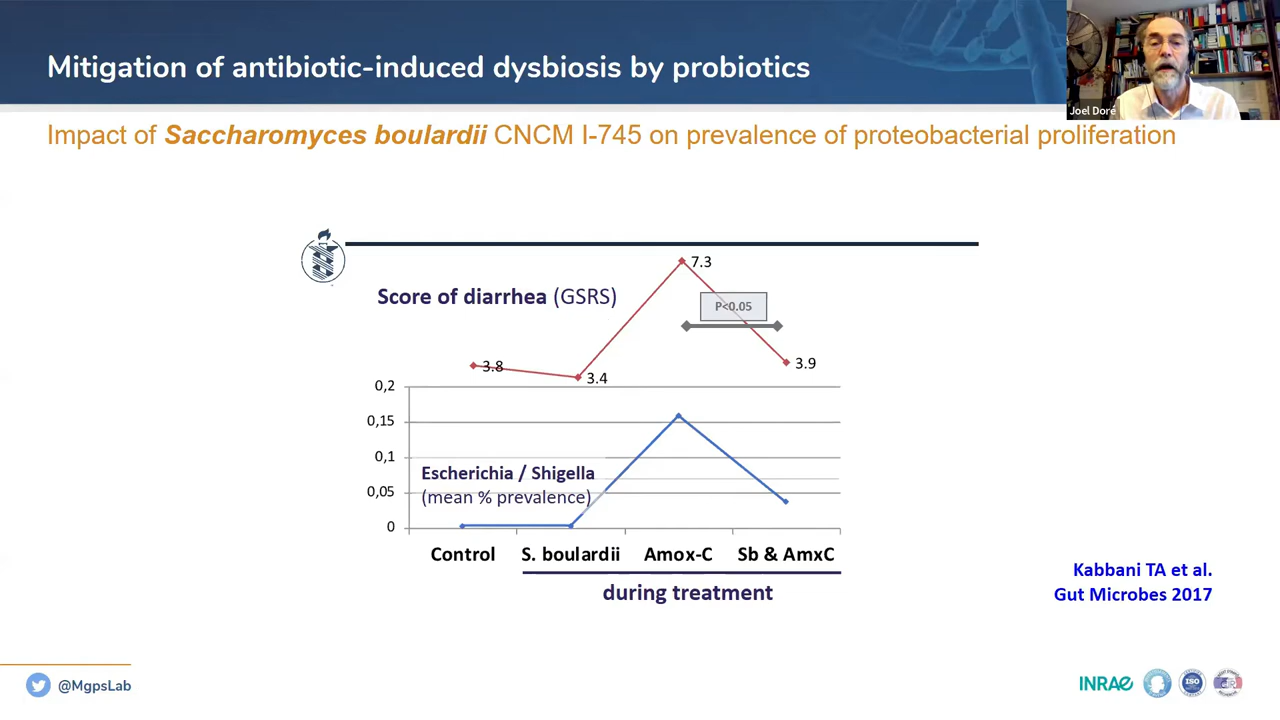 Mitigation of antibiotic-induced dysbiosis by probiotics
Joel Doré
Impact of Saccharomyces boulardii CNCM I-745 on prevalence of proteobacterial proliferation
7.3
Score of diarrhea (GSRS)
P<0.05
3.8
3.4
3.9
0,2
0,15
0,1
Escherichia / Shigella
(mean % prevalence)
0,05
0
Control
S. boulardii
Amox-C
Sb & AmxC
during treatment
Kabbani TA et al.
Gut Microbes 2017
@MgpsLab
INRAE
ISO